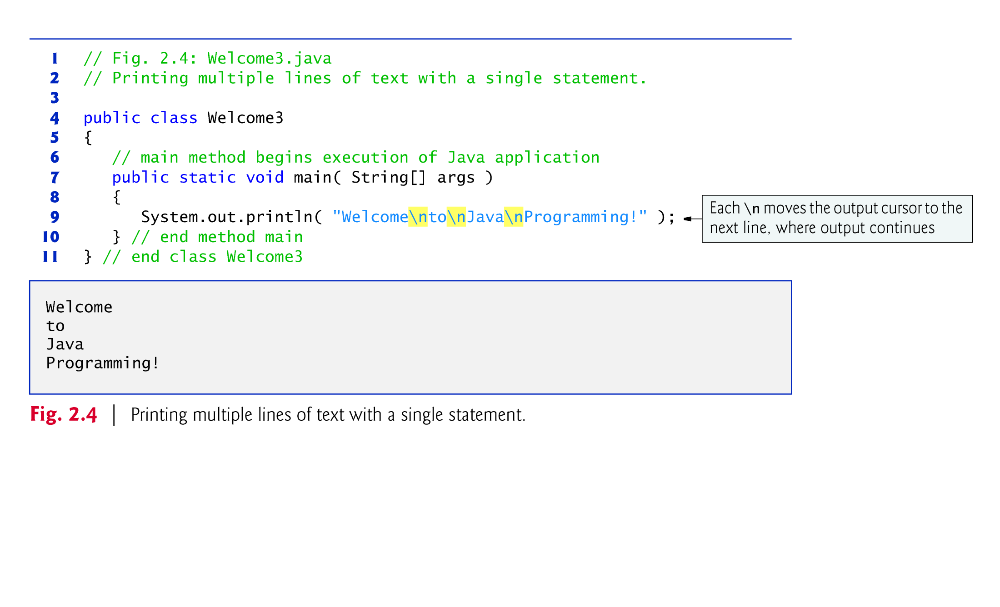 1 // Fig. 2.4: Welcome3.java
2 // Printing multiple lines of text with a single statement.
3
4 public class Welcome3
5 {
6 // main method begins execution of Java application
7 public static void main( String[] args )
8 {
9 System.out.println( "Welcome\nto\nJava\nProgramming!" );
Each \n moves the output cursor to the
next line, where output continues
10 } // end method main
11 } // end class Welcome3
Welcome
to
Java
Programming!
Fig. 2.4 | Printing multiple lines of text with a single statement.